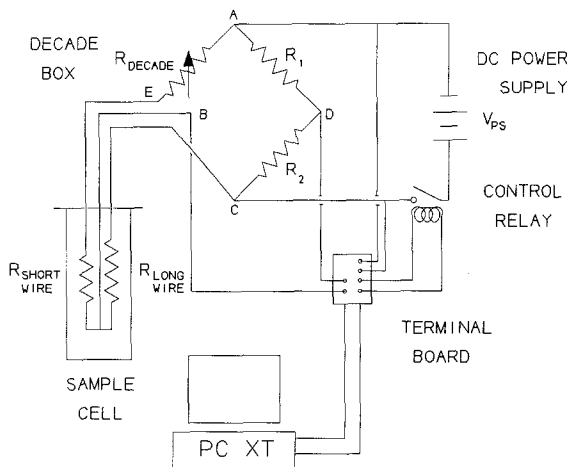 A
DECADE
BOX
R DECADE
R1
DC POWER
SUPPLY
E
B
D
VPS
R2
C
CONTROL
RELAY
R SHORT
WIRE
R LONG
WIRE
TERMINAL
BOARD
SAMPLE
CELL
PC XT